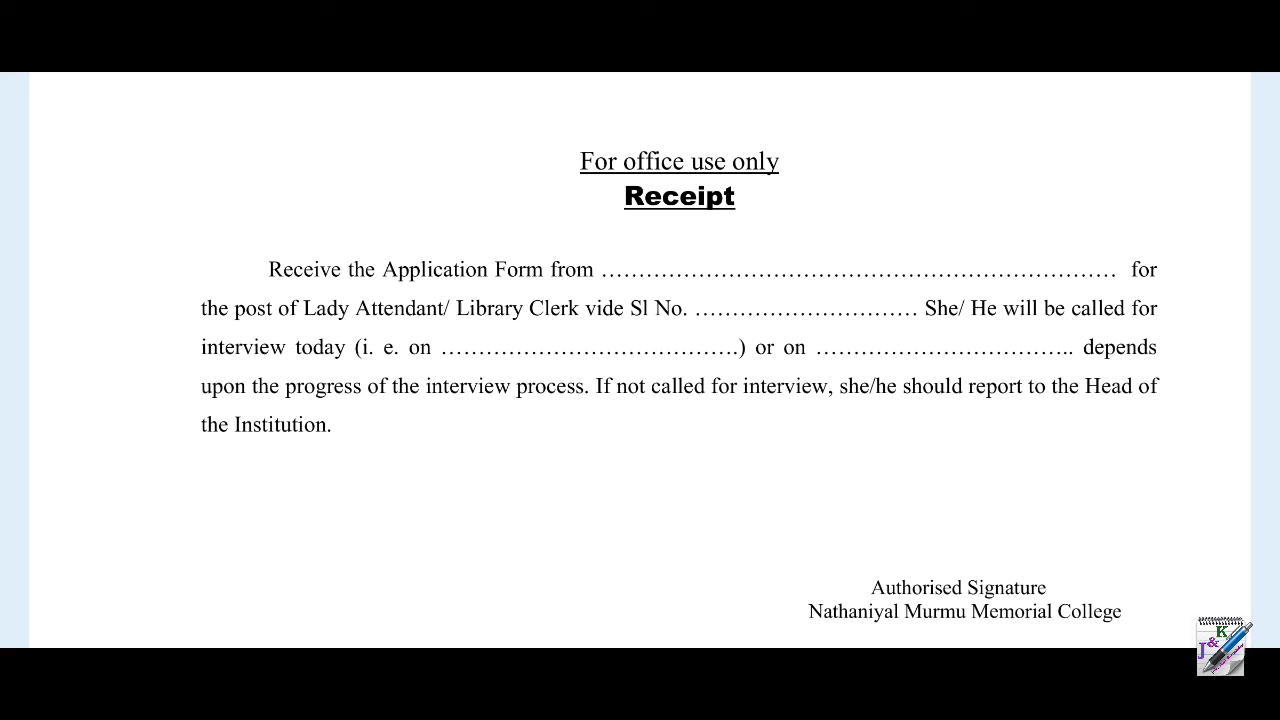 For office use only
Receipt
Receive the Application Form from …………………………………………………………… for
the post of Lady Attendant/ Library Clerk vide Sl No. ………………………… She/ He will be called for
interview today (i. e. on ………………………………….) or on …………………………….. depends
upon the progress of the interview process. If not called for interview, she/he should report to the Head of
the Institution.
Authorised Signature
Nathaniyal Murmu Memorial College
J&K